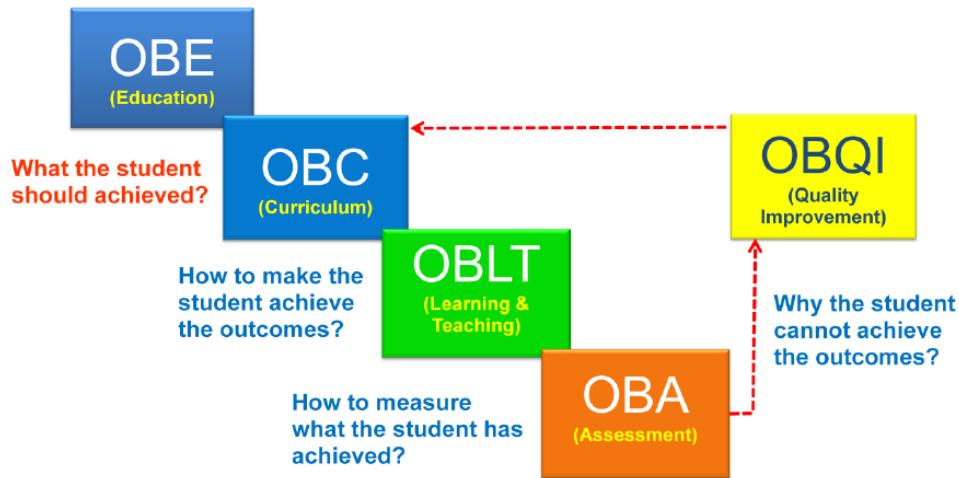 OBE
(Education)
What the student
should achieved?
OBC
(Curriculum)
OBQI
(Quality
Improvement)
How to make the
student achieve
the outcomes?
OBLT
(Learning &
Teaching)
Why the student
cannot achieve
the outcomes?
How to measure
what the student has
achieved?
OBA
(Assessment)